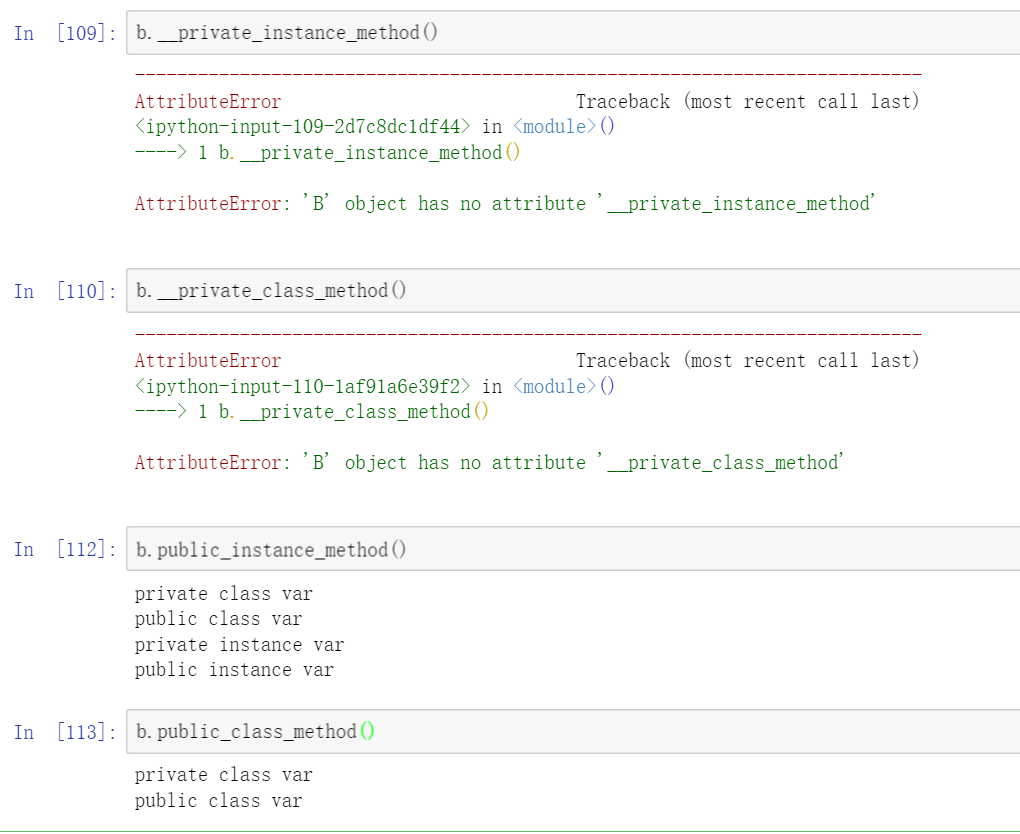 In [109]: b.__private_instance_method()
---------------------------------------------------------------------------
AttributeError                            Traceback (most recent call last)
<ipython-input-109-2d7c8dc1df44> in <module>()
----> 1 b.__private_instance_method()
AttributeError: 'B' object has no attribute '__private_instance_method'
In [110]: b.__private_class_method()
---------------------------------------------------------------------------
AttributeError                            Traceback (most recent call last)
<ipython-input-110-1af91a6e39f2> in <module>()
----> 1 b.__private_class_method()
AttributeError: 'B' object has no attribute '__private_class_method'
In [112]: b.public_instance_method()
private class var
public class var
private instance var
public instance var
In [113]: b.public_class_method()
private class var
public class var